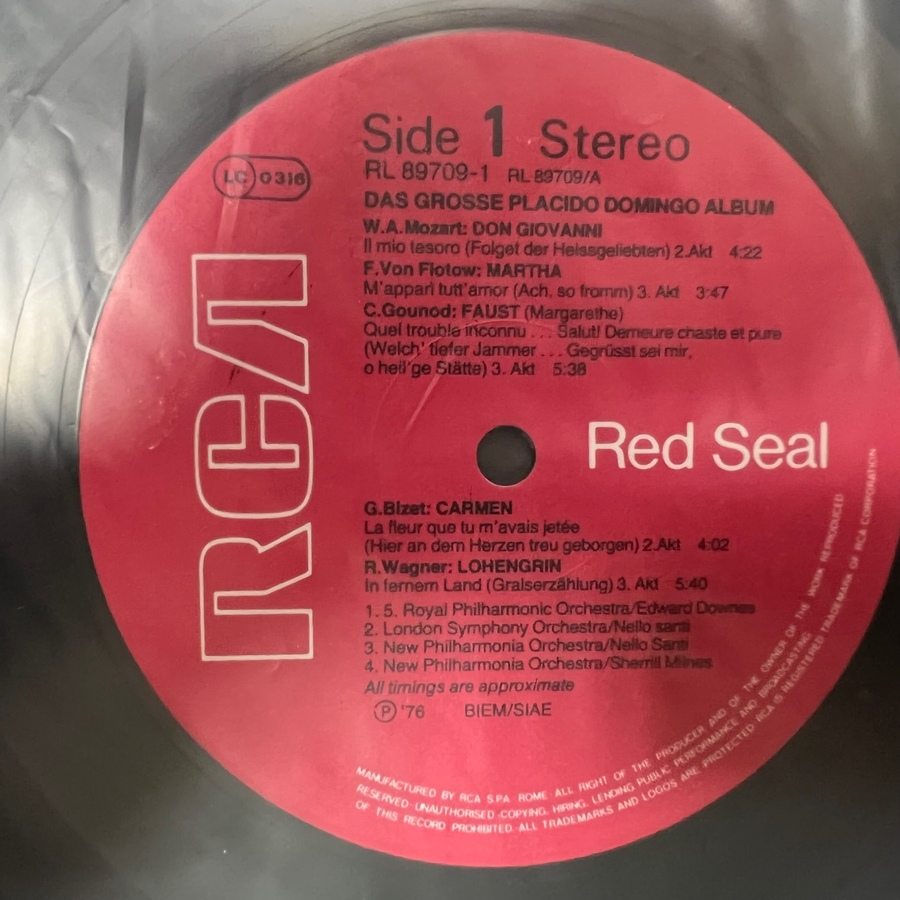 Side 1 Stereo
LC 0316
RL 89709-1 RL 89709/A
DAS GROSSE PLACIDO DOMINGO ALBUM
W.A.Mozart: DON GIOVANNI
Il mio tesoro (Folget der Heissgeliebten) 2.Akt 4:22
F.Von Flotow: MARTHA
M'appari tutt'amor (Ach, so fromm) 3. Akt 3:47
C.Gounod: FAUST (Margarethe)
Quel trouble inconnu ... Salut! Demeure chaste et pure
(Welch' tiefer Jammer ... Gegrüsst sei mir,
o heil'ge Stätte) 3. Akt 5:38
RCA
Red Seal
G.Bizet: CARMEN
La fleur que tu m'avais jetée
(Hier an dem Herzen treu geborgen) 2.Akt 4:02
R.Wagner: LOHENGRIN
In fernem Land (Gralserzählung) 3. Akt 5:40
1. 5. Royal Philharmonic Orchestra/Edward Downes
2. London Symphony Orchestra/Nello santi
3. New Philharmonia Orchestra/Nello Santi
4. New Philharmonia Orchestra/Sherrill Milnes
All timings are approximate
Ⓟ '76 BIEM/SIAE
MANUFACTURED BY RCA S.P.A. ROME. ALL RIGHT OF THE PRODUCER AND OF THE OWNER OF THE WORK REPRODUCED
RESERVED. UNAUTHORISED COPYING, HIRING, LENDING, PUBLIC PERFORMANCE AND BROADCASTING
OF THIS RECORD PROHIBITED. ALL TRADEMARKS AND LOGOS ARE PROTECTED. RCA IS REGISTERED TRADEMARK OF RCA CORPORATION